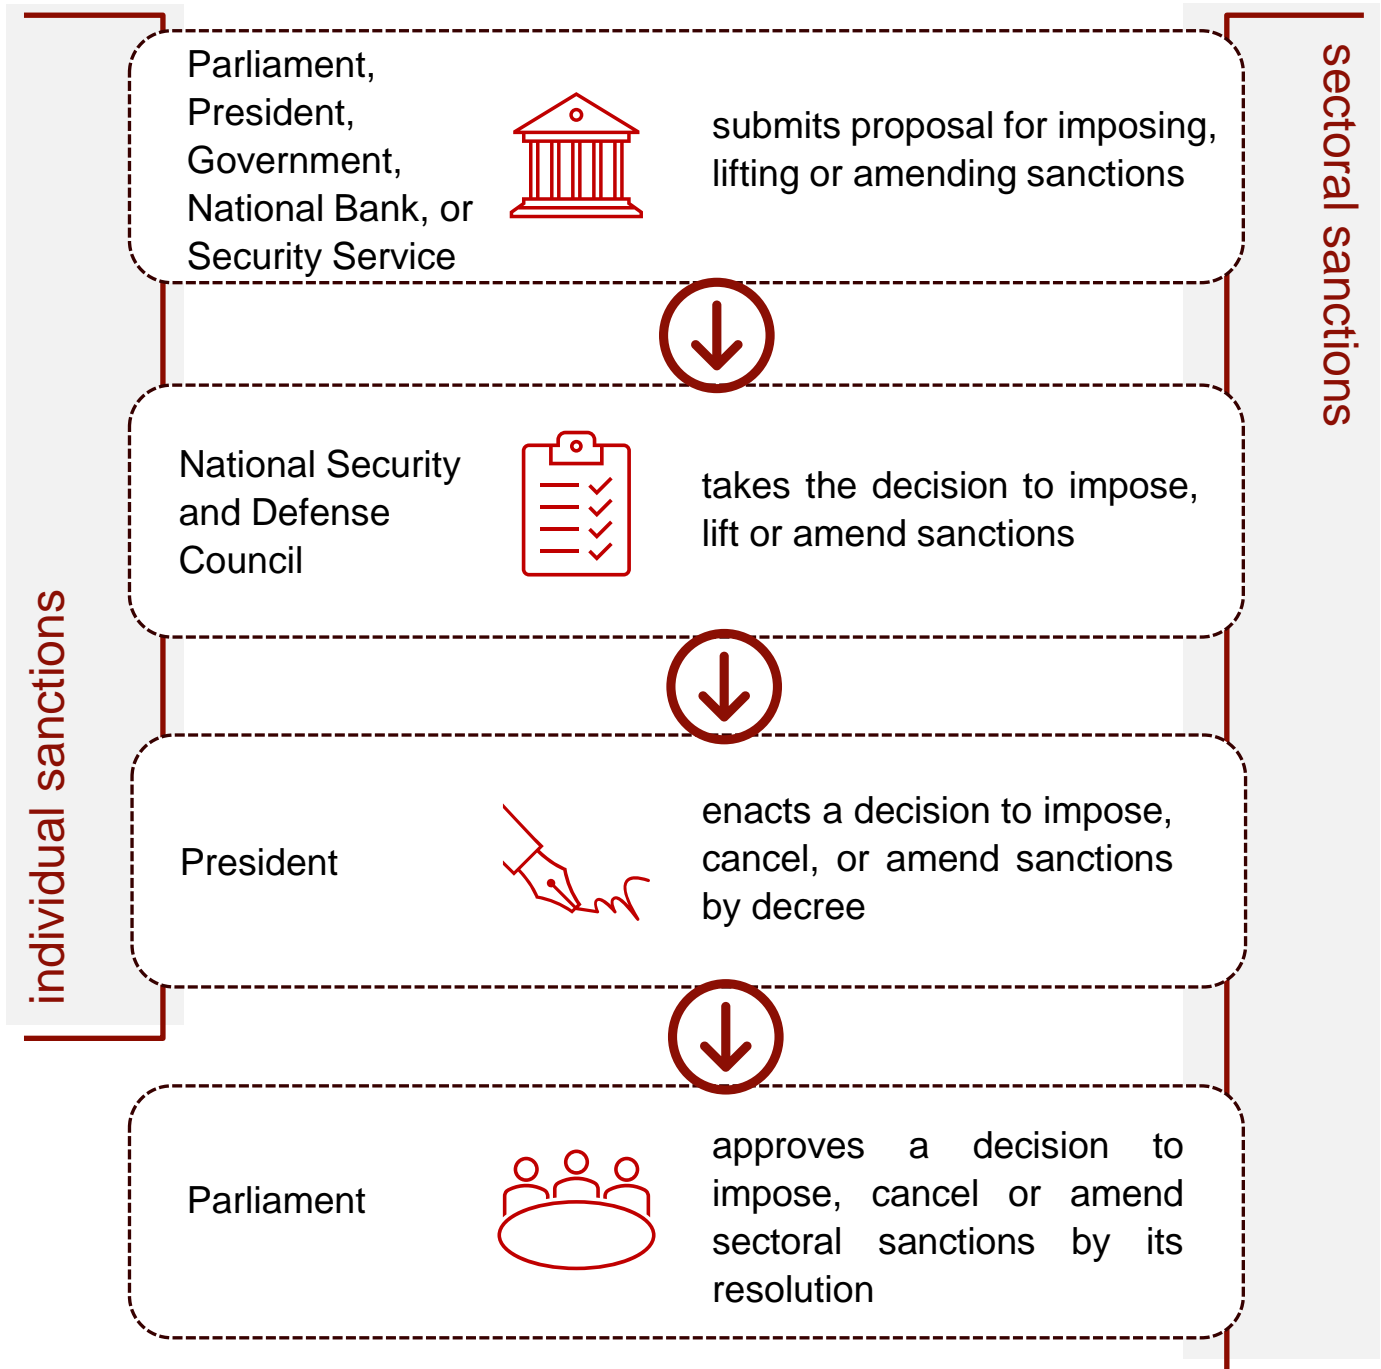 Parliament,
President,
Government,
National Bank, or
Security Service
submits proposal for imposing,
lifting or amending sanctions
sectoral sanctions
National Security
and Defense
Council
takes the decision to impose,
lift or amend sanctions
individual sanctions
President
enacts a decision to impose,
cancel, or amend sanctions
by decree
Parliament
approves a decision to
impose, cancel or amend
sectoral sanctions by its
resolution